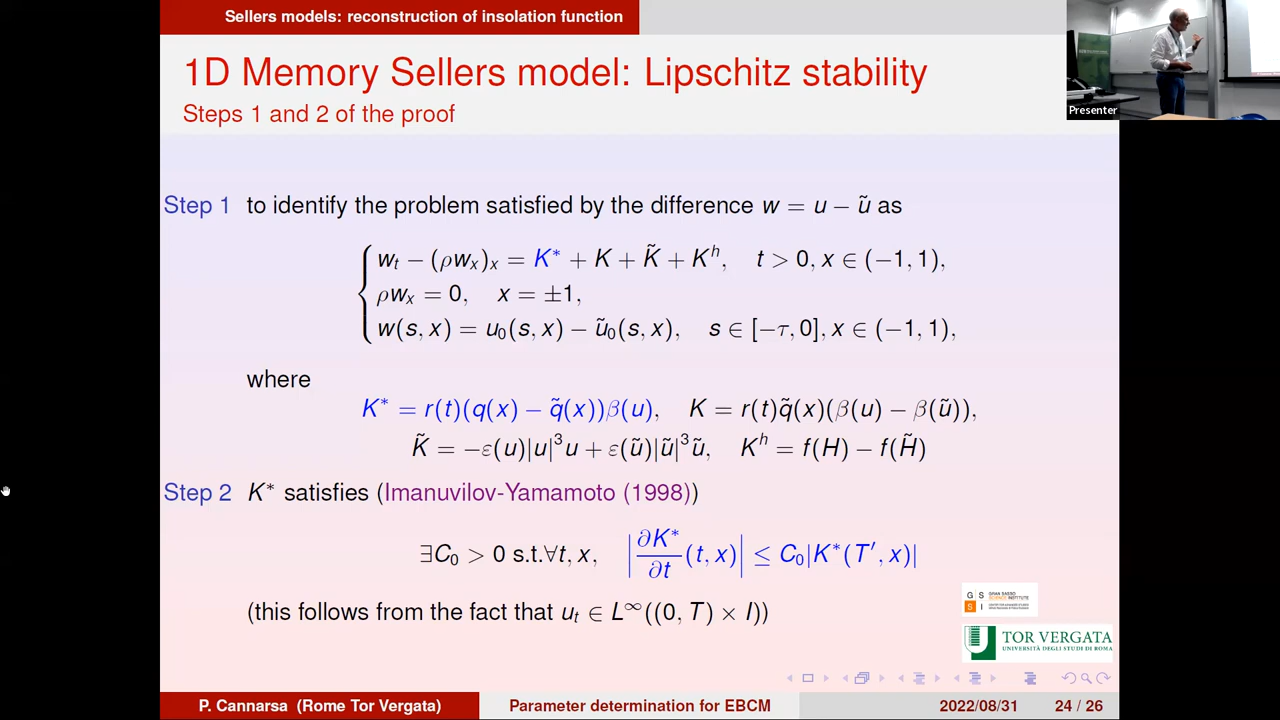 Sellers models: reconstruction of insolation function
1D Memory Sellers model: Lipschitz stability
Steps 1 and 2 of the proof
Presenter
Step 1 to identify the problem satisfied by the difference w = u − ũ as
wₜ − (ρwₓ)ₓ = K* + K + K̃ + Kʰ, t > 0, x ∈ (−1, 1),
ρwₓ = 0, x = ±1,
w(s, x) = u₀(s, x) − ũ₀(s, x), s ∈ [−τ, 0], x ∈ (−1, 1),
where
K* = r(t)(q(x) − q̃(x))β(u), K = r(t)q̃(x)(β(u) − β(ũ)),
K̃ = −ε(u)|u|³u + ε(ũ)|ũ|³ũ, Kʰ = f(H) − f(H̃)
Step 2 K* satisfies (Imanuvilov-Yamamoto (1998))
∃C₀ > 0 s.t.∀t, x, |∂K*/∂t (t, x)| ≤ C₀|K*(T′, x)|
(this follows from the fact that uₜ ∈ L∞((0, T) × I))
G S
S I
GRAN SASSO
SCIENCE INSTITUTE
TOR VERGATA
UNIVERSITÀ DEGLI STUDI DI ROMA
P. Cannarsa (Rome Tor Vergata) Parameter determination for EBCM 2022/08/31 24 / 26